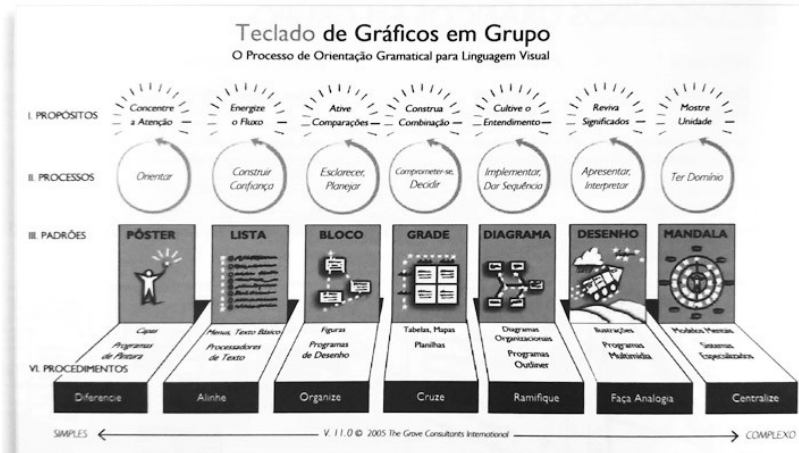 Teclado de Gráficos em Grupo
O Processo de Orientação Gramatical para Linguagem Visual
I. PROPÓSITOS
Concentre
a Atenção
Energize
o Fluxo
Ative
Comparações
Construa
Combinação
Cultive o
Entendimento
Reviva
Significados
Mostre
Unidade
II. PROCESSOS
Orientar
Construir
Confiança
Esclarecer,
Planejar
Comprometer-se,
Decidir
Implementar,
Dar Sequência
Apresentar,
Interpretar
Ter Domínio
III. PADRÕES
PÔSTER
LISTA
BLOCO
GRADE
DIAGRAMA
DESENHO
MANDALA
Capas
Programas
de Pintura
Menus, Texto Básico
Processadores
de Texto
Figuras
Programas
de Desenho
Tabelas, Mapas
Planilhas
Diagramas
Organizacionais
Programas
Outliner
Ilustrações
Programas
Multimídia
Modelos Mentais
Sistemas
Especializados
VI. PROCEDIMENTOS
Diferencie
Alinhe
Organize
Cruze
Ramifique
Faça Analogia
Centralize
SIMPLES
V. 11.0 © 2005 The Grove Consultants International
COMPLEXO